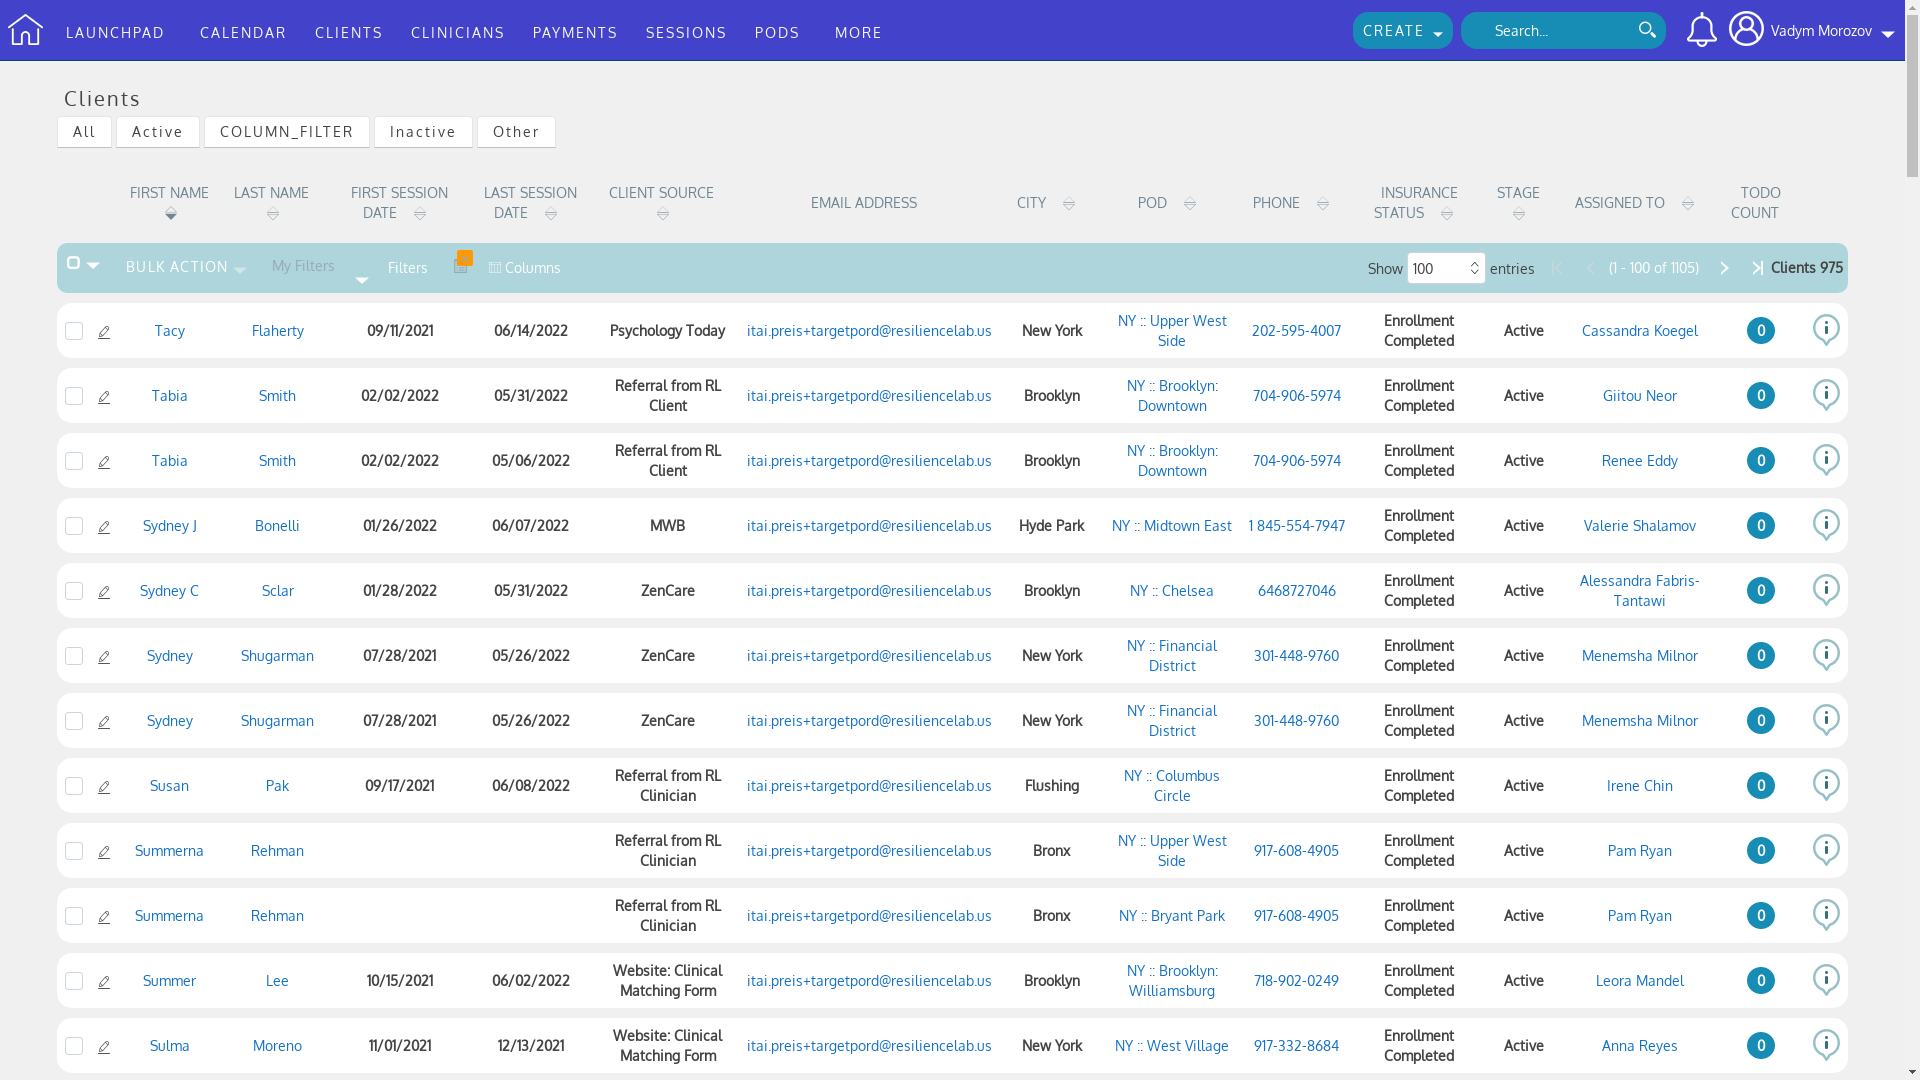 LAUNCHPAD CALENDAR CLIENTS CLINICIANS PAYMENTS SESSIONS PODS MORE CREATE Search... Vadym Morozov
Clients
All Active COLUMN_FILTER Inactive Other
FIRST NAME LAST NAME FIRST SESSION DATE LAST SESSION DATE CLIENT SOURCE EMAIL ADDRESS CITY POD PHONE INSURANCE STATUS STAGE ASSIGNED TO TODO COUNT
BULK ACTION My Filters Filters Columns Show 100 entries (1 - 100 of 1105) Clients 975
Tacy Flaherty 09/11/2021 06/14/2022 Psychology Today itai.preis+targetpord@resiliencelab.us New York NY :: Upper West Side 202-595-4007 Enrollment Completed Active Cassandra Koegel 0
Tabia Smith 02/02/2022 05/31/2022 Referral from RL Client itai.preis+targetpord@resiliencelab.us Brooklyn NY :: Brooklyn: Downtown 704-906-5974 Enrollment Completed Active Giitou Neor 0
Tabia Smith 02/02/2022 05/06/2022 Referral from RL Client itai.preis+targetpord@resiliencelab.us Brooklyn NY :: Brooklyn: Downtown 704-906-5974 Enrollment Completed Active Renee Eddy 0
Sydney J Bonelli 01/26/2022 06/07/2022 MWB itai.preis+targetpord@resiliencelab.us Hyde Park NY :: Midtown East 1 845-554-7947 Enrollment Completed Active Valerie Shalamov 0
Sydney C Sclar 01/28/2022 05/31/2022 ZenCare itai.preis+targetpord@resiliencelab.us Brooklyn NY :: Chelsea 6468727046 Enrollment Completed Active Alessandra Fabris-Tantawi 0
Sydney Shugarman 07/28/2021 05/26/2022 ZenCare itai.preis+targetpord@resiliencelab.us New York NY :: Financial District 301-448-9760 Enrollment Completed Active Menemsha Milnor 0
Sydney Shugarman 07/28/2021 05/26/2022 ZenCare itai.preis+targetpord@resiliencelab.us New York NY :: Financial District 301-448-9760 Enrollment Completed Active Menemsha Milnor 0
Susan Pak 09/17/2021 06/08/2022 Referral from RL Clinician itai.preis+targetpord@resiliencelab.us Flushing NY :: Columbus Circle Enrollment Completed Active Irene Chin 0
Summerna Rehman Referral from RL Clinician itai.preis+targetpord@resiliencelab.us Bronx NY :: Upper West Side 917-608-4905 Enrollment Completed Active Pam Ryan 0
Summerna Rehman Referral from RL Clinician itai.preis+targetpord@resiliencelab.us Bronx NY :: Bryant Park 917-608-4905 Enrollment Completed Active Pam Ryan 0
Summer Lee 10/15/2021 06/02/2022 Website: Clinical Matching Form itai.preis+targetpord@resiliencelab.us Brooklyn NY :: Brooklyn: Williamsburg 718-902-0249 Enrollment Completed Active Leora Mandel 0
Sulma Moreno 11/01/2021 12/13/2021 Website: Clinical Matching Form itai.preis+targetpord@resiliencelab.us New York NY :: West Village 917-332-8684 Enrollment Completed Active Anna Reyes 0